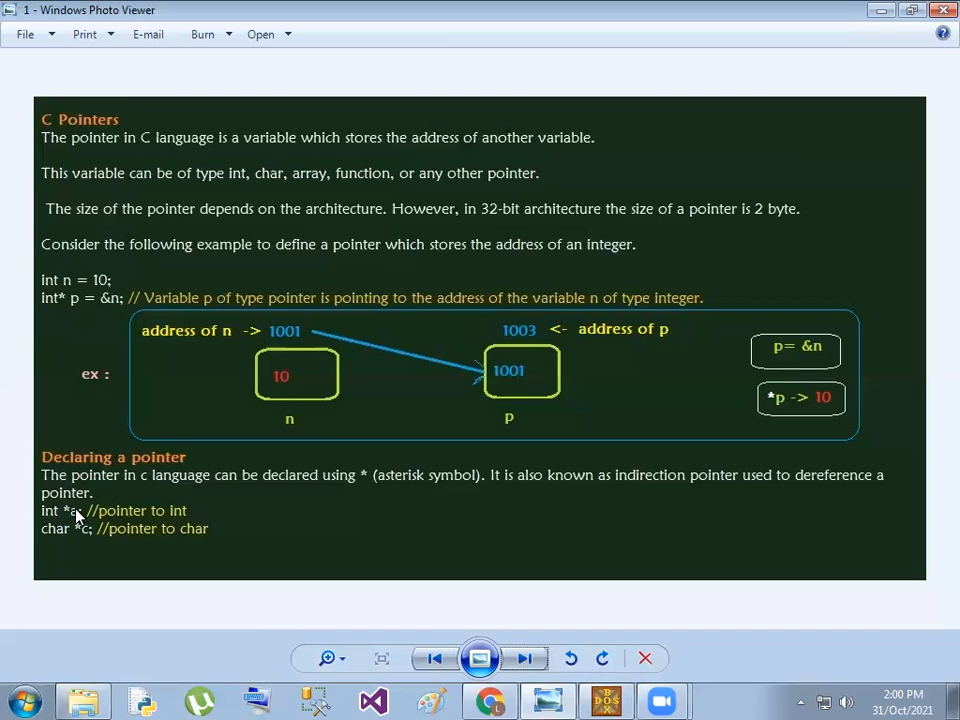 1 - Windows Photo Viewer
File Print E-mail Burn Open
C Pointers
The pointer in C language is a variable which stores the address of another variable.
This variable can be of type int, char, array, function, or any other pointer.
The size of the pointer depends on the architecture. However, in 32-bit architecture the size of a pointer is 2 byte.
Consider the following example to define a pointer which stores the address of an integer.
int n = 10;
int* p = &n; // Variable p of type pointer is pointing to the address of the variable n of type integer.
address of n -> 1001 1003 <- address of p
p= &n
ex : 10 1001
*p -> 10
n p
Declaring a pointer
The pointer in c language can be declared using * (asterisk symbol). It is also known as indirection pointer used to dereference a
pointer.
int *a; //pointer to int
char *c; //pointer to char
BOS
DOX
2:00 PM
31/Oct/2021